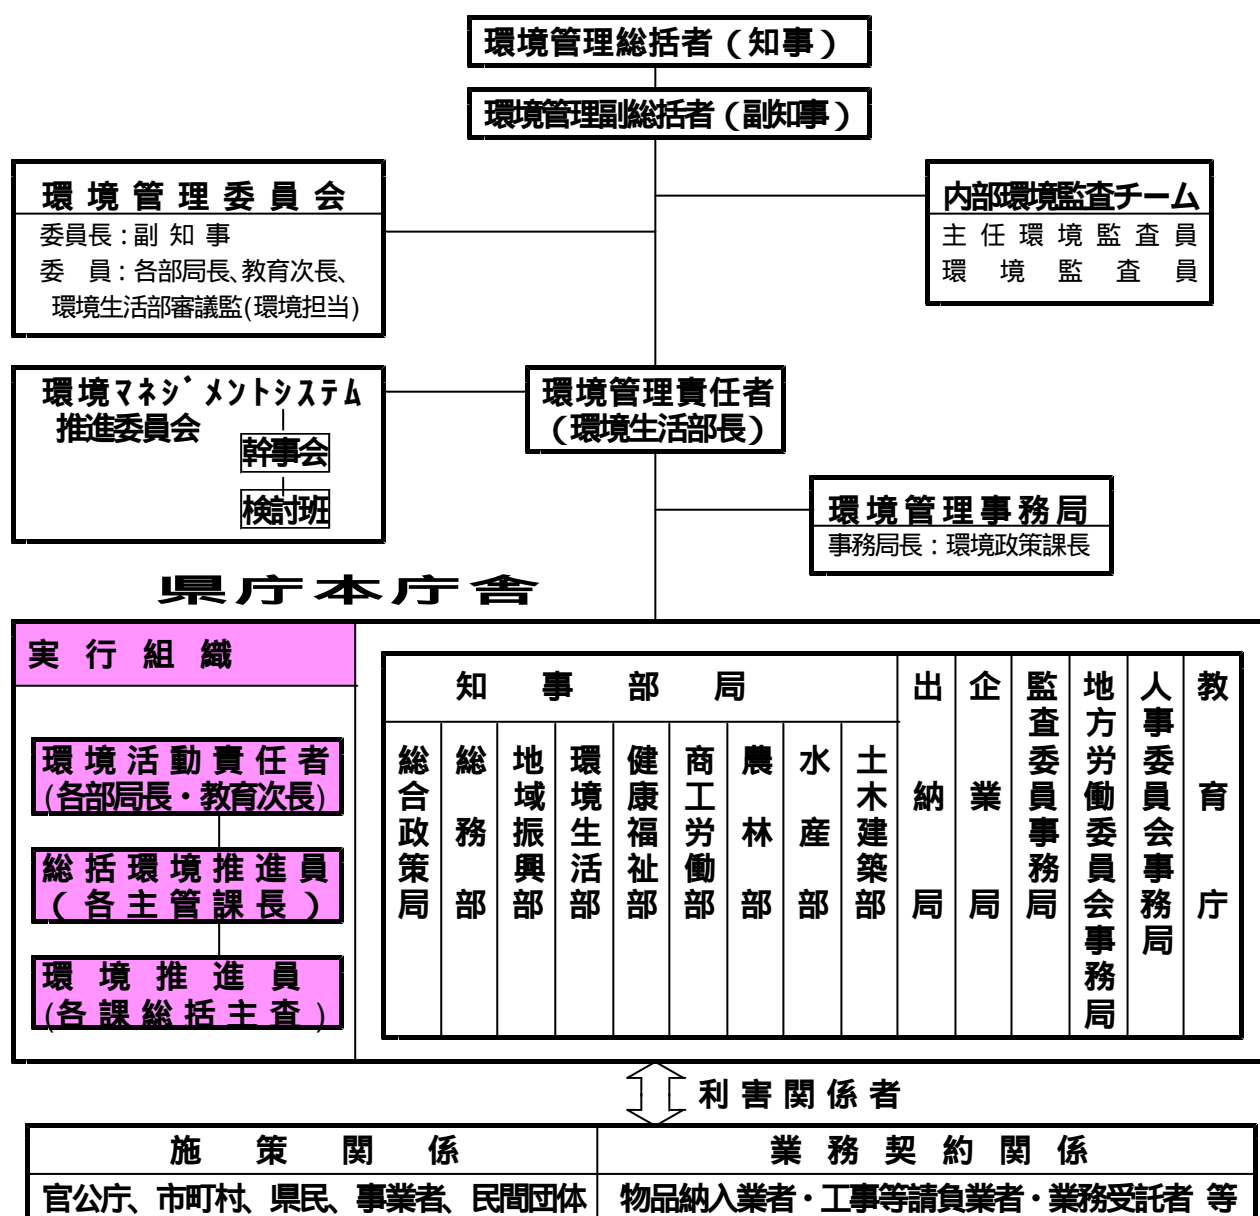 環境管理総括者(知事)
環境管理副総括者(副知事)
環境管理委員会
委員長:副知事
委 員:各部局長、教育次長、
環境生活部審議監(環境担当)
内部環境監査チーム
主任環境監査員
環境監査員
環境マネジメントシステム
推進委員会
幹事会
検討班
環境管理責任者
(環境生活部長)
環境管理事務局
事務局長:環境政策課長
県庁本庁舎
実行組織
環境活動責任者
(各部局長・教育次長)
総括環境推進員
(各主管課長)
環境推進員
(各課総括主査)
知事部局
総合政策局
総務部
地域振興部
環境生活部
健康福祉部
商工労働部
農林部
水産部
土木建築部
出納局
企業局
監査委員事務局
地方労働委員会事務局
人事委員会事務局
教育庁
利害関係者
施策関係
業務契約関係
官公庁、市町村、県民、事業者、民間団体
物品納入業者・工事等請負業者・業務受託者 等